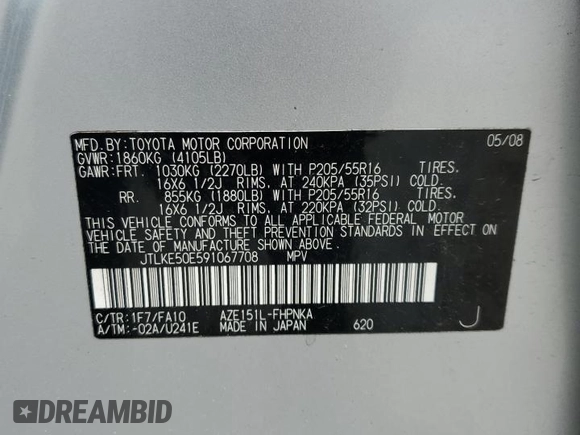 MFD. BY: TOYOTA MOTOR CORPORATION 05/08
GVWR: 1860KG (4105LB)
GAWR: FRT. 1030KG (2270LB) WITH P205/55R16 TIRES.
16X6 1/2J RIMS. AT 240KPA (35PSI) COLD.
RR. 855KG (1880LB) WITH P205/55R16 TIRES.
16X6 1/2J RIMS. AT 220KPA (32PSI) COLD.
THIS VEHICLE CONFORMS TO ALL APPLICABLE FEDERAL MOTOR
VEHICLE SAFETY AND THEFT PREVENTION STANDARDS IN EFFECT ON
THE DATE OF MANUFACTURE SHOWN ABOVE.
JTLKE50E591067708 MPV
C/TR: 1F7/FA10 AZE151L-FHPNKA
A/TM: -02A/U241E MADE IN JAPAN 620 J
DREAMBID